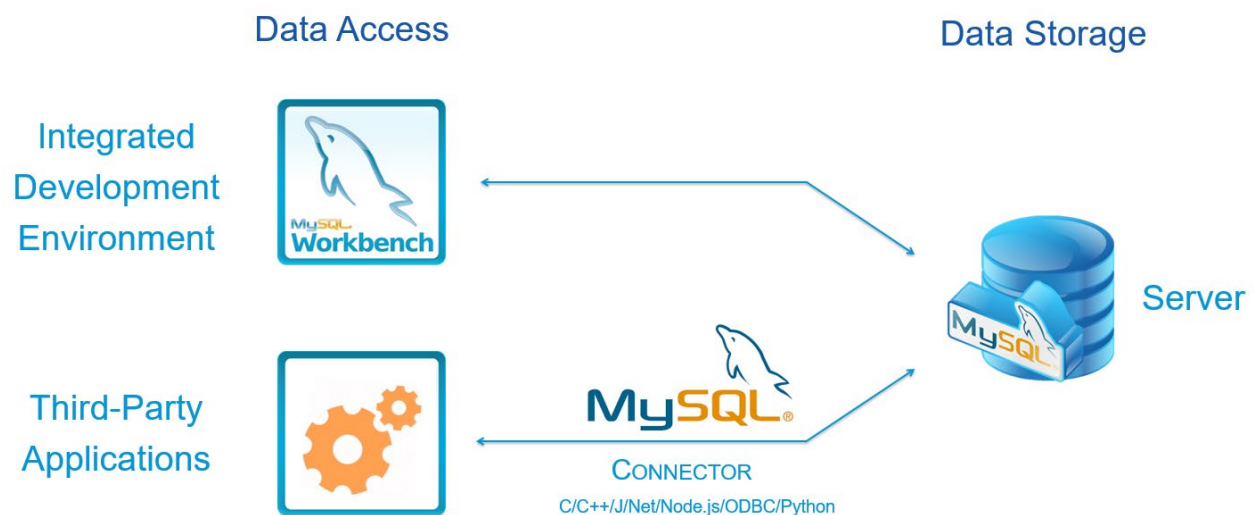 Data Access
Data Storage
Integrated
Development
Environment
MySQL
Workbench
Server
MySQL
Third-Party
Applications
MySQL®
CONNECTOR
C/C++/J/Net/Node.js/ODBC/Python